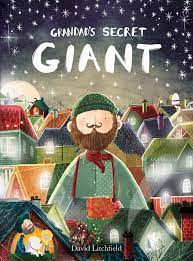 GRANDAD'S SECRET
GIANT
David Litchfield